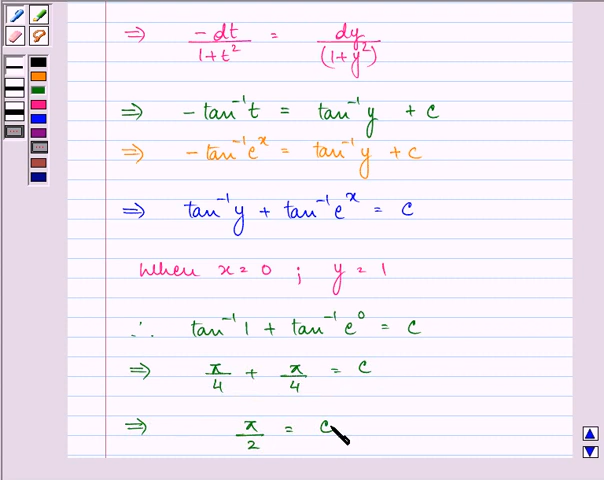 ⇒ -dt/(1+t²) = dy/(1+y²)
⇒ -tan⁻¹t = tan⁻¹y + c
⇒ -tan⁻¹eˣ = tan⁻¹y + c
⇒ tan⁻¹y + tan⁻¹eˣ = c
When x=0 ; y = 1
∴ tan⁻¹1 + tan⁻¹e⁰ = c
⇒ π/4 + π/4 = c
⇒ π/2 = c